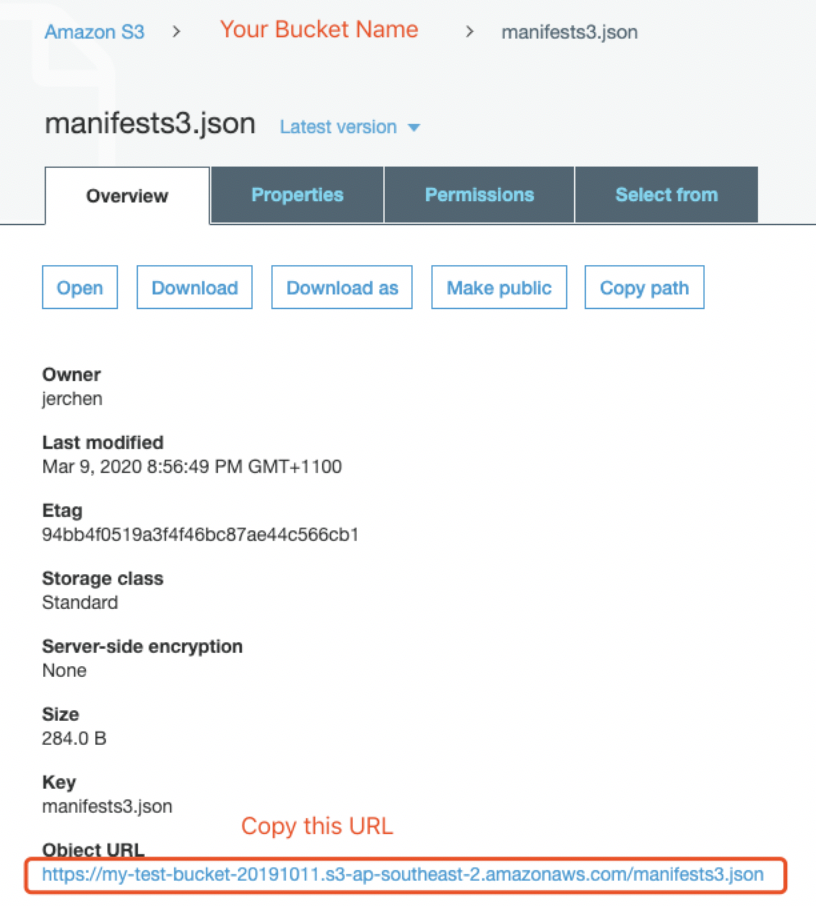 Amazon S3 > Your Bucket Name > manifests3.json
manifests3.json Latest version
Overview Properties Permissions Select from
Open Download Download as Make public Copy path
Owner
jerchen
Last modified
Mar 9, 2020 8:56:49 PM GMT+1100
Etag
94bb4f0519a3f4f46bc87ae44c566cb1
Storage class
Standard
Server-side encryption
None
Size
284.0 B
Key
manifests3.json
Copy this URL
Object URL
https://my-test-bucket-20191011.s3-ap-southeast-2.amazonaws.com/manifests3.json